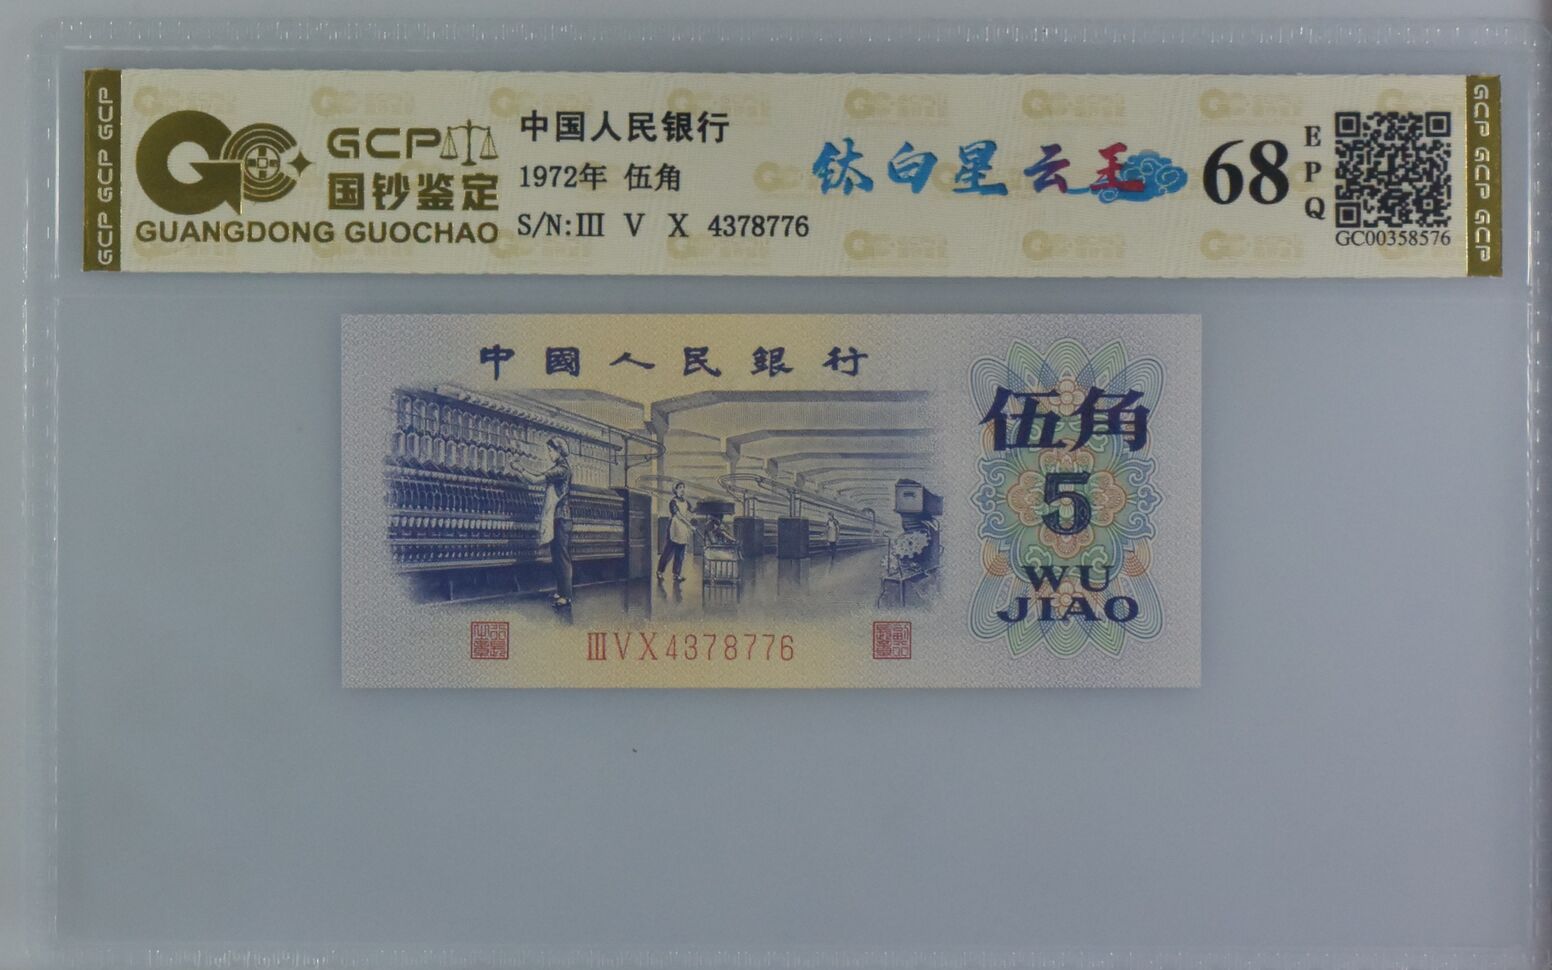 GCP GCP GCP
GCP
国钞鉴定
GUANGDONG GUOCHAO
中国人民银行
1972年 伍角
S/N:III V X 4378776
钛白星云王
68
EPQ
GC00358576
GCP GCP GCP
中國人民銀行
伍角
5
WU
JIAO
III V X 4378776